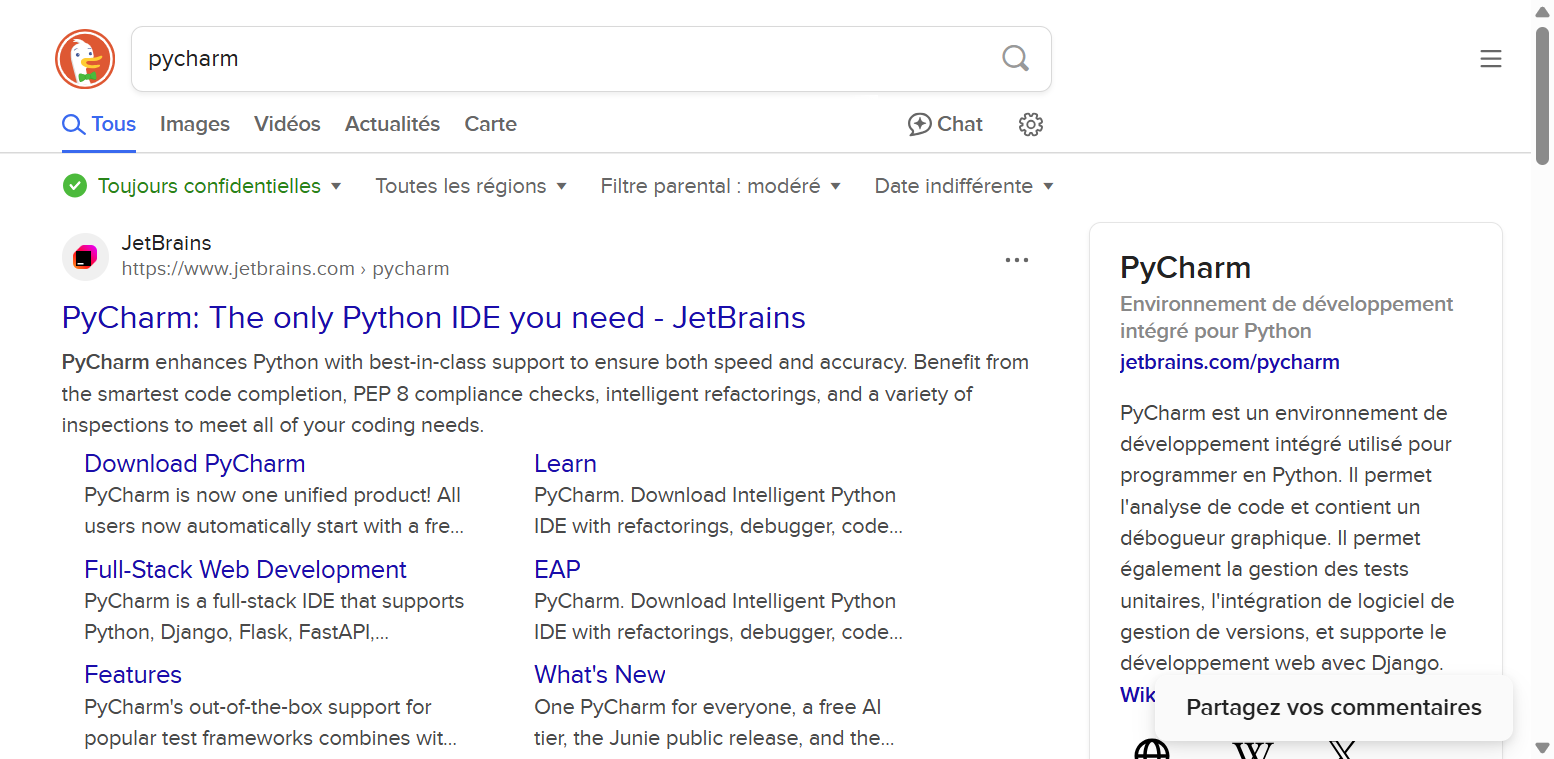 pycharm
Tous
Images
Vidéos
Actualités
Carte
Chat
Toujours confidentielles
Toutes les régions
Filtre parental : modéré
Date indifférente
JetBrains
https://www.jetbrains.com › pycharm
PyCharm: The only Python IDE you need - JetBrains
PyCharm enhances Python with best-in-class support to ensure both speed and accuracy. Benefit from
the smartest code completion, PEP 8 compliance checks, intelligent refactorings, and a variety of
inspections to meet all of your coding needs.
Download PyCharm
PyCharm is now one unified product! All
users now automatically start with a fre...
Learn
PyCharm. Download Intelligent Python
IDE with refactorings, debugger, code...
Full-Stack Web Development
PyCharm is a full-stack IDE that supports
Python, Django, Flask, FastAPI,...
EAP
PyCharm. Download Intelligent Python
IDE with refactorings, debugger, code...
Features
PyCharm's out-of-the-box support for
popular test frameworks combines wit...
What's New
One PyCharm for everyone, a free AI
tier, the Junie public release, and the...
PyCharm
Environnement de développement
intégré pour Python
jetbrains.com/pycharm
PyCharm est un environnement de
développement intégré utilisé pour
programmer en Python. Il permet
l'analyse de code et contient un
débogueur graphique. Il permet
également la gestion des tests
unitaires, l'intégration de logiciel de
gestion de versions, et supporte le
développement web avec Django.
Wik
Partagez vos commentaires